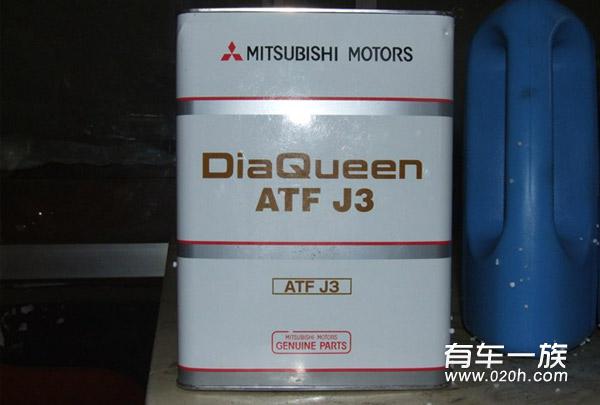 MITSUBISHI MOTORS
DiaQueen
ATF J3
ATF J3
MITSUBISHI MOTORS
GENUINE PARTS
有车一族
www.020h.com